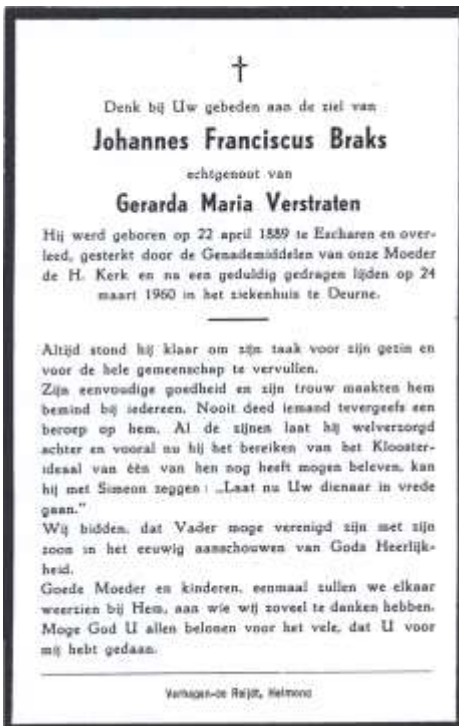 Denk bij Uw gebeden aan de ziel van
Johannes Franciscus Braks
echtgenoot van
Gerarda Maria Verstraten
Hij werd geboren op 22 april 1889 te Escharen en over-
leed, gesterkt door de Genademiddelen van onze Moeder
de H. Kerk en na een geduldig gedragen lijden op 24
maart 1960 in het ziekenhuis te Deurne.
Altijd stond hij klaar om zijn taak voor zijn gezin en
voor de hele gemeenschap te vervullen.
Zijn eenvoudige goedheid en zijn trouw maakten hem
bemind bij iedereen. Nooit deed iemand tevergeefs een
beroep op hem. Al de zijnen laat hij welverzorgd
achter en vooral nu hij het bereiken van het Klooster-
ideaal van één van hen nog heeft mogen beleven, kan
hij met Simeon zeggen: „Laat nu Uw dienaar in vrede
gaan."
Wij bidden, dat Vader moge verenigd zijn met zijn
zoon in het eeuwig aanschouwen van Gods Heerlijk-
heid.
Goede Moeder en kinderen, eenmaal zullen we elkaar
weerzien bij Hem, aan wie wij zoveel te danken hebben.
Moge God U allen belonen voor het vele, dat U voor
mij hebt gedaan.
Verhagen-de Reijdt, Helmond